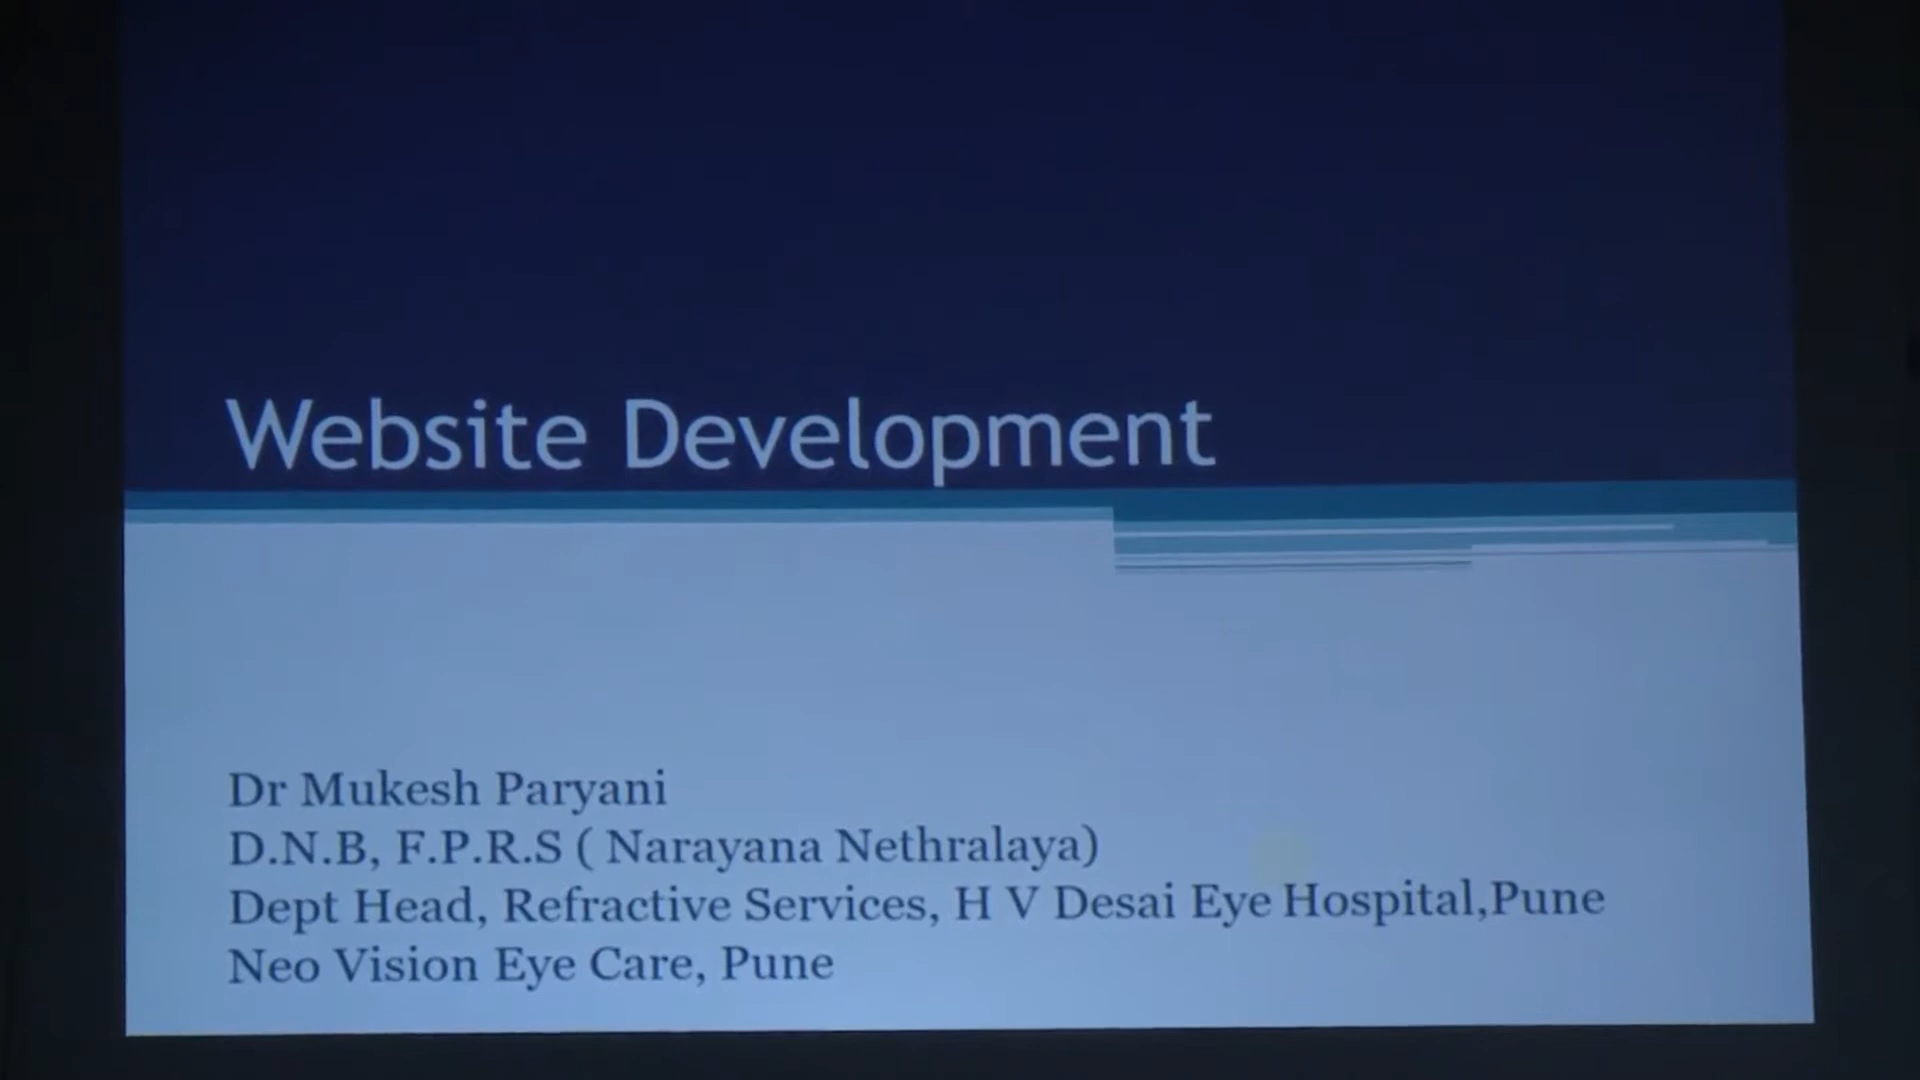 Website Development
Dr Mukesh Paryani
D.N.B, F.P.R.S ( Narayana Nethralaya)
Dept Head, Refractive Services, H V Desai Eye Hospital,Pune
Neo Vision Eye Care, Pune